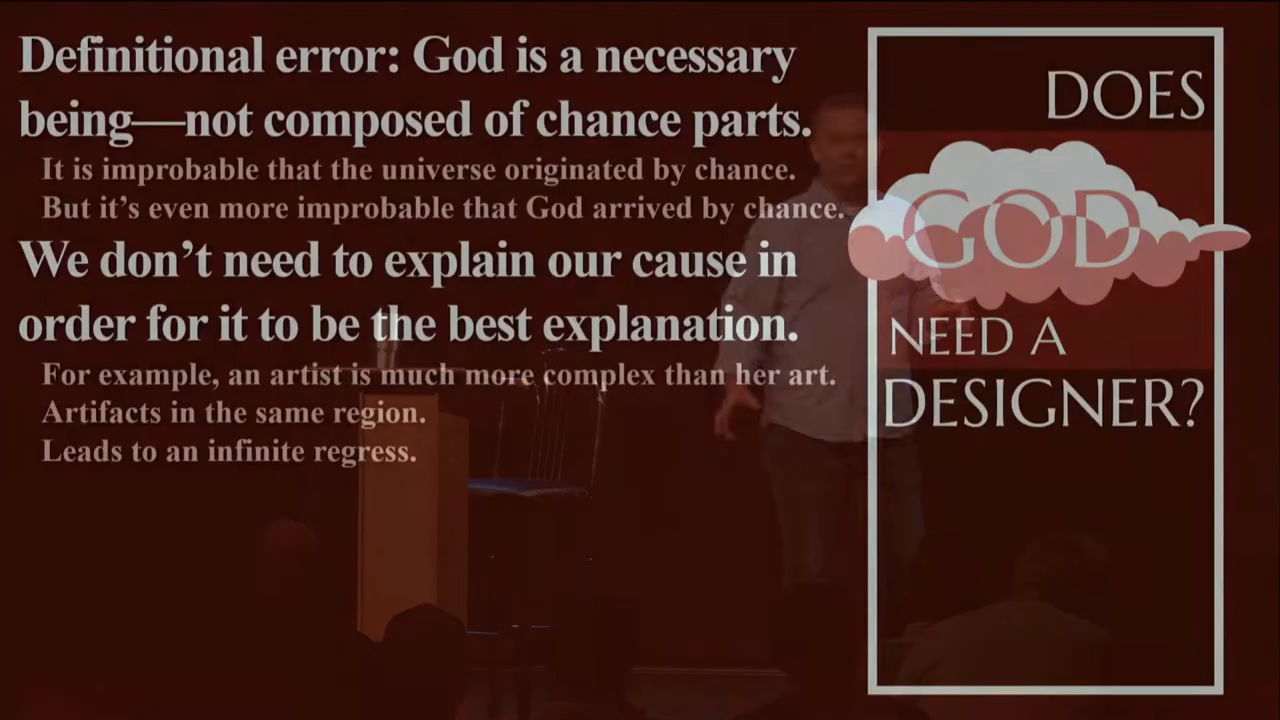 Definitional error: God is a necessary
being—not composed of chance parts.
It is improbable that the universe originated by chance.
But it’s even more improbable that God arrived by chance.
We don’t need to explain our cause in
order for it to be the best explanation.
For example, an artist is much more complex than her art.
Artifacts in the same region.
Leads to an infinite regress.
DOES
GOD
NEED A
DESIGNER?